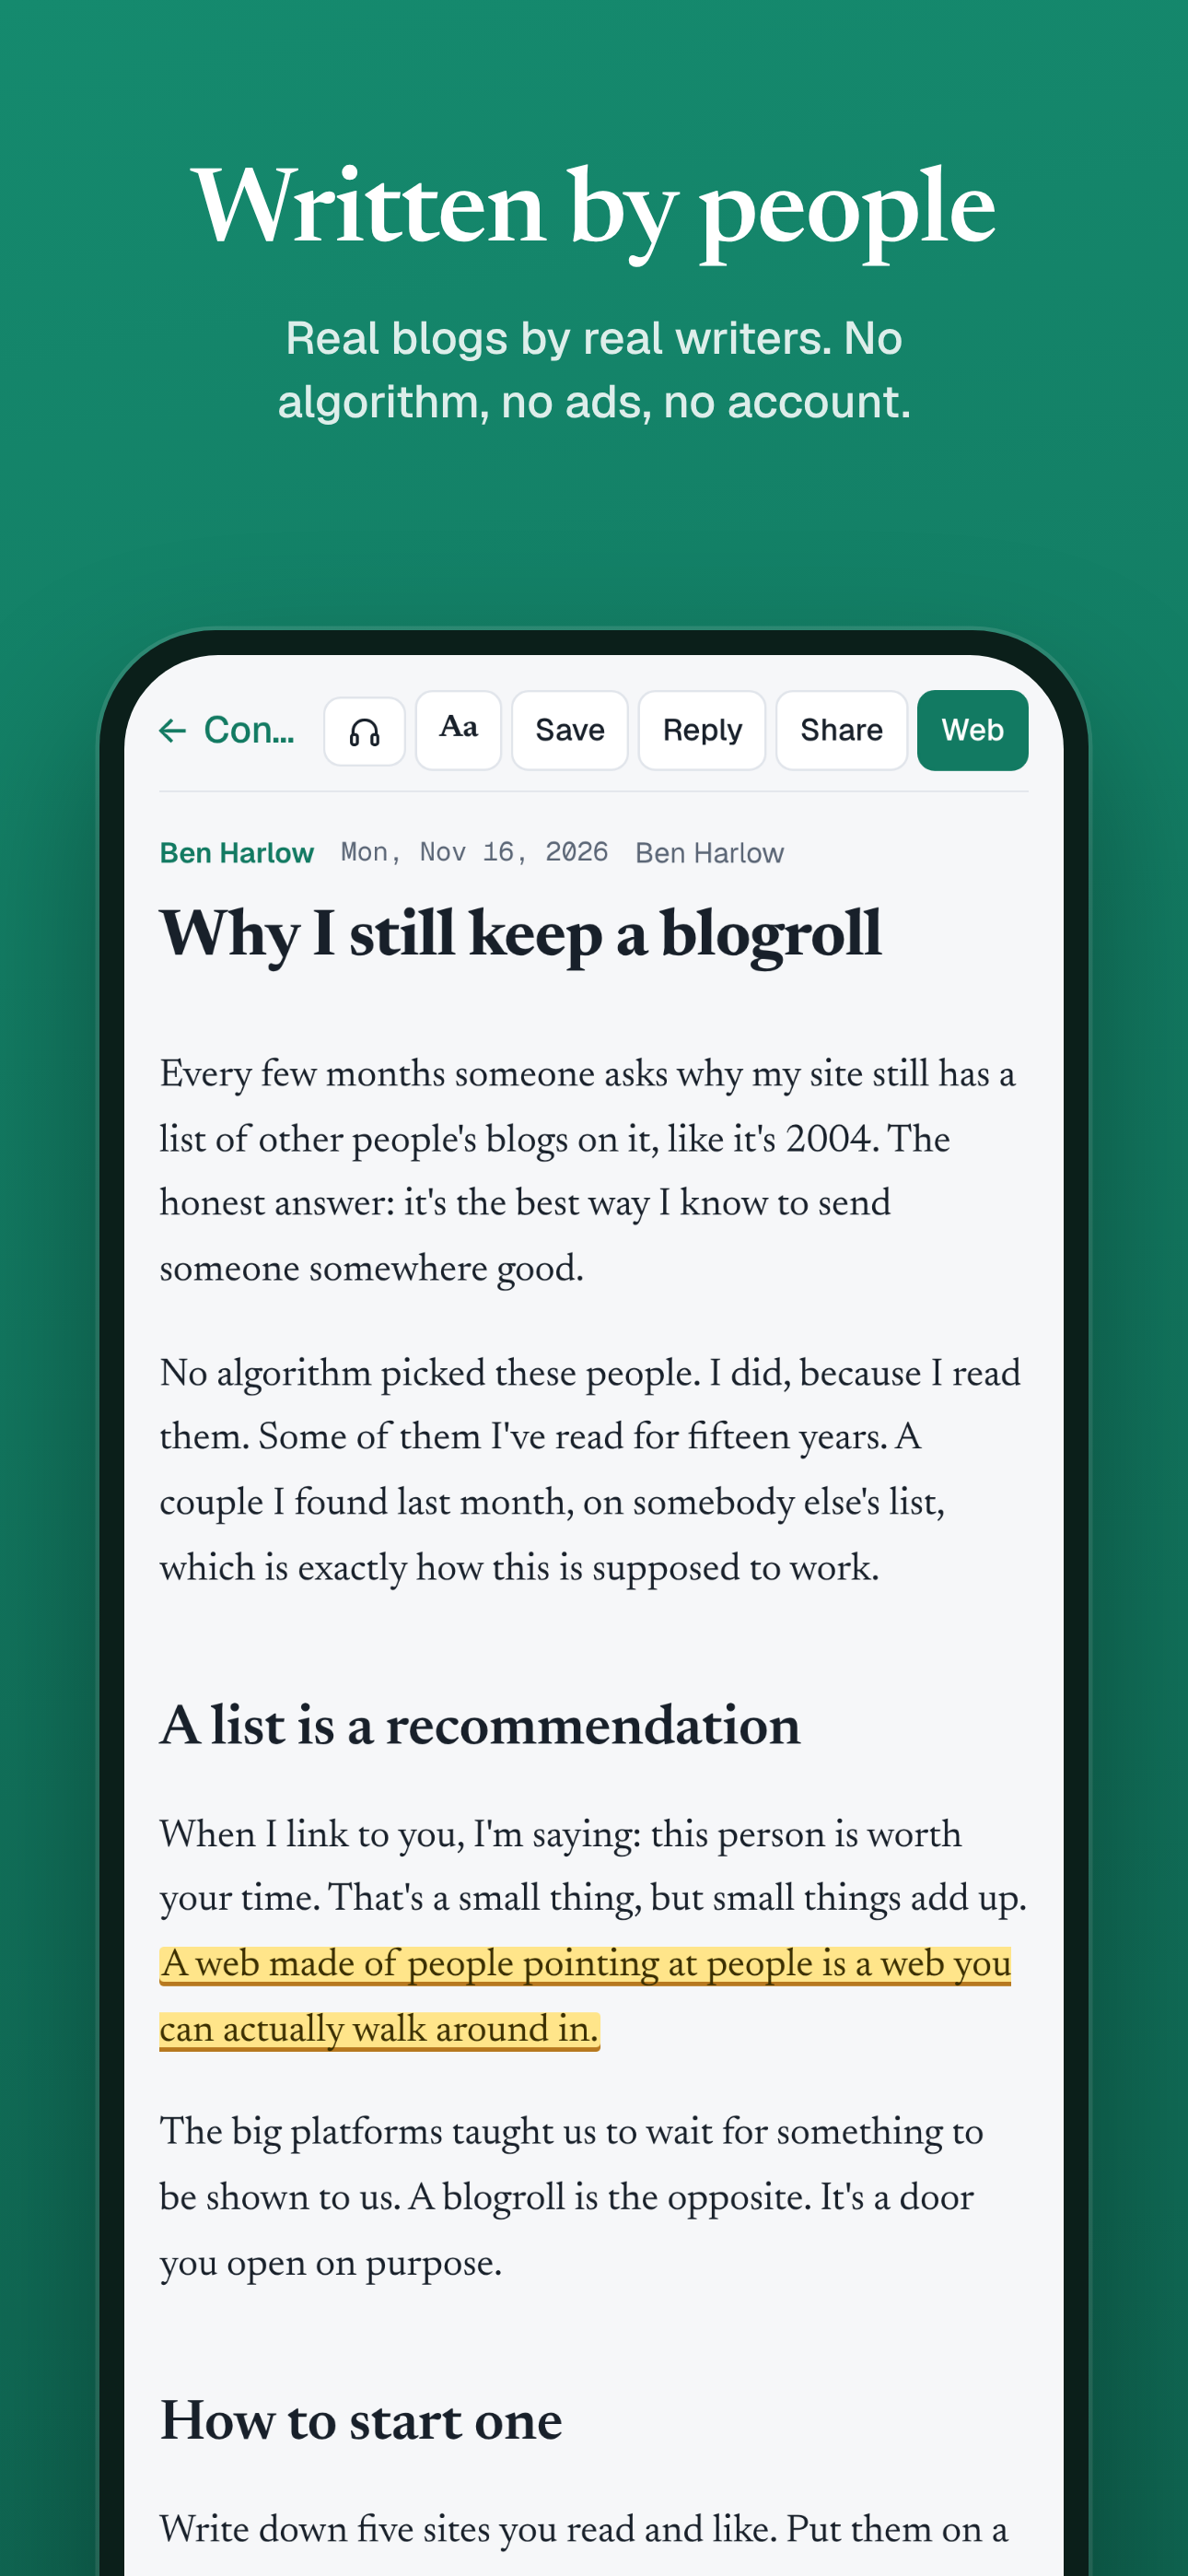 Written by people
Real blogs by real writers. No
algorithm, no ads, no account.
← Con...
Aa
Save
Reply
Share
Web
Ben Harlow Mon, Nov 16, 2026 Ben Harlow
Why I still keep a blogroll
Every few months someone asks why my site still has a
list of other people's blogs on it, like it's 2004. The
honest answer: it's the best way I know to send
someone somewhere good.
No algorithm picked these people. I did, because I read
them. Some of them I've read for fifteen years. A
couple I found last month, on somebody else's list,
which is exactly how this is supposed to work.
A list is a recommendation
When I link to you, I'm saying: this person is worth
your time. That's a small thing, but small things add up.
A web made of people pointing at people is a web you
can actually walk around in.
The big platforms taught us to wait for something to
be shown to us. A blogroll is the opposite. It's a door
you open on purpose.
How to start one
Write down five sites you read and like. Put them on a